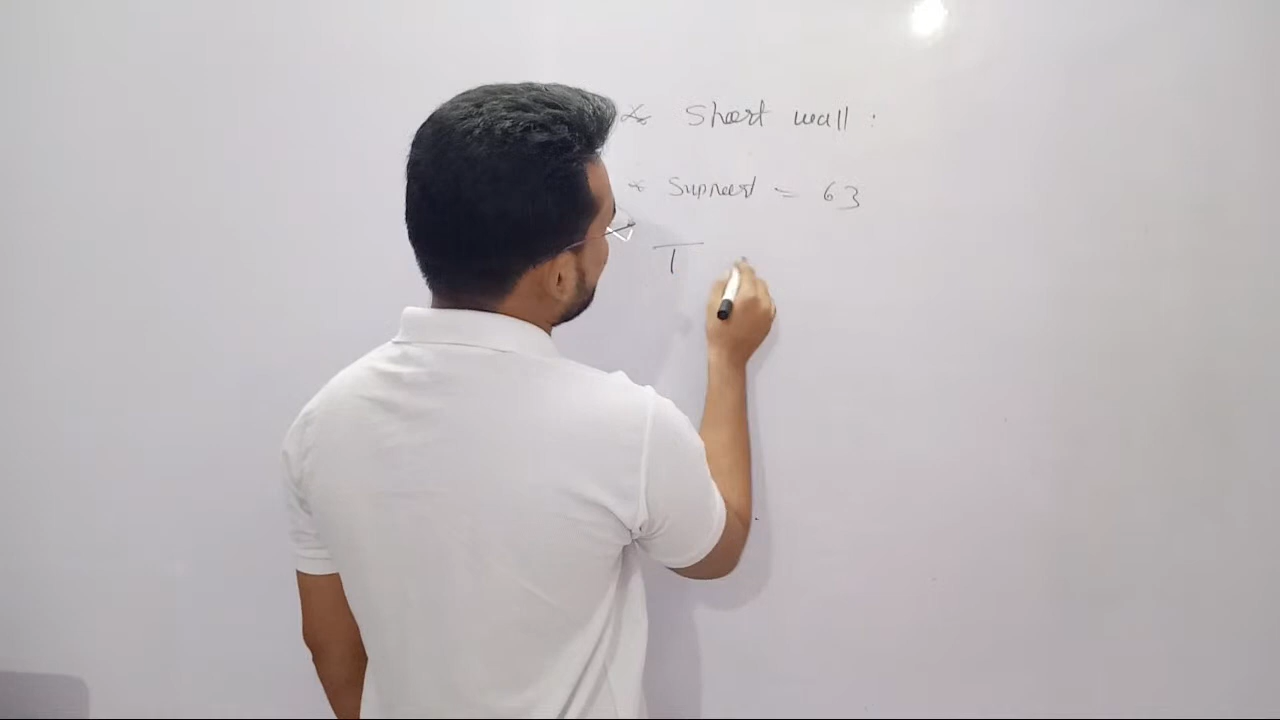 * Short wall :
* Support = 63
T